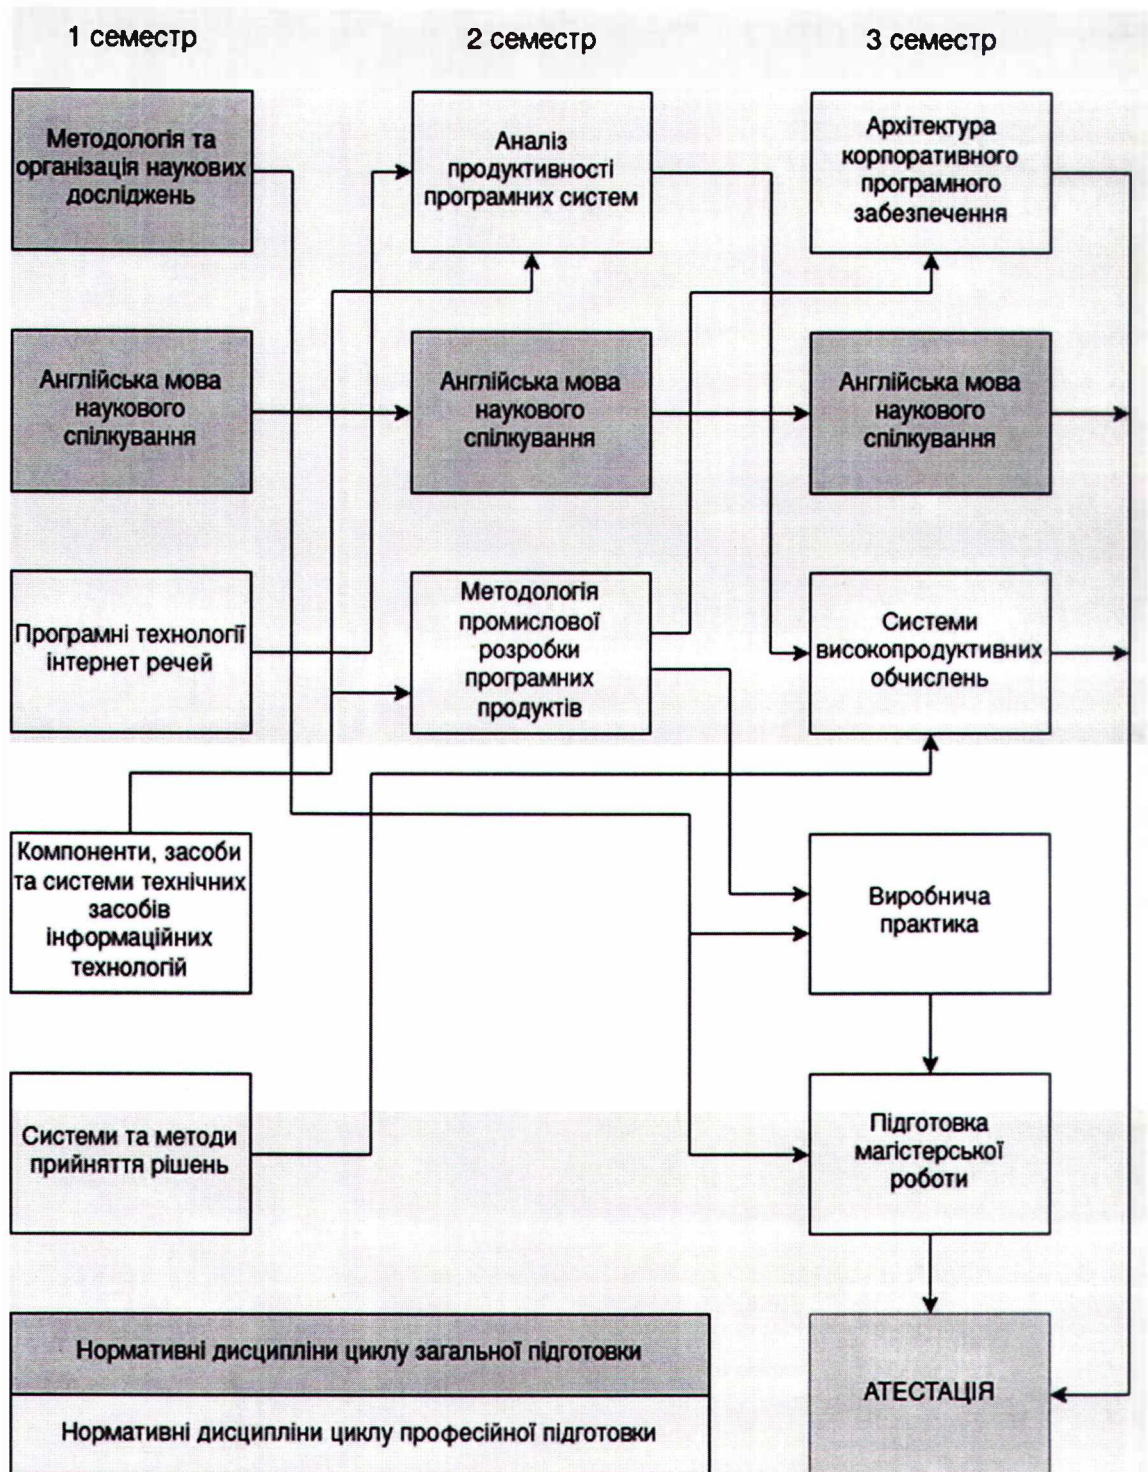 1 семестр
2 семестр
3 семестр
Методологія та
організація наукових
досліджень
Аналіз
продуктивності
програмних систем
Архітектура
корпоративного
програмного
забезпечення
Англійська мова
наукового
спілкування
Англійська мова
наукового
спілкування
Англійська мова
наукового
спілкування
Програмні технології
інтернет речей
Методологія
промислової
розробки
програмних
продуктів
Системи
високопродуктивних
обчислень
Компоненти, засоби
та системи технічних
засобів
інформаційних
технологій
Виробнича
практика
Системи та методи
прийняття рішень
Підготовка
магістерської
роботи
Нормативні дисципліни циклу загальної підготовки
Нормативні дисципліни циклу професійної підготовки
АТЕСТАЦІЯ